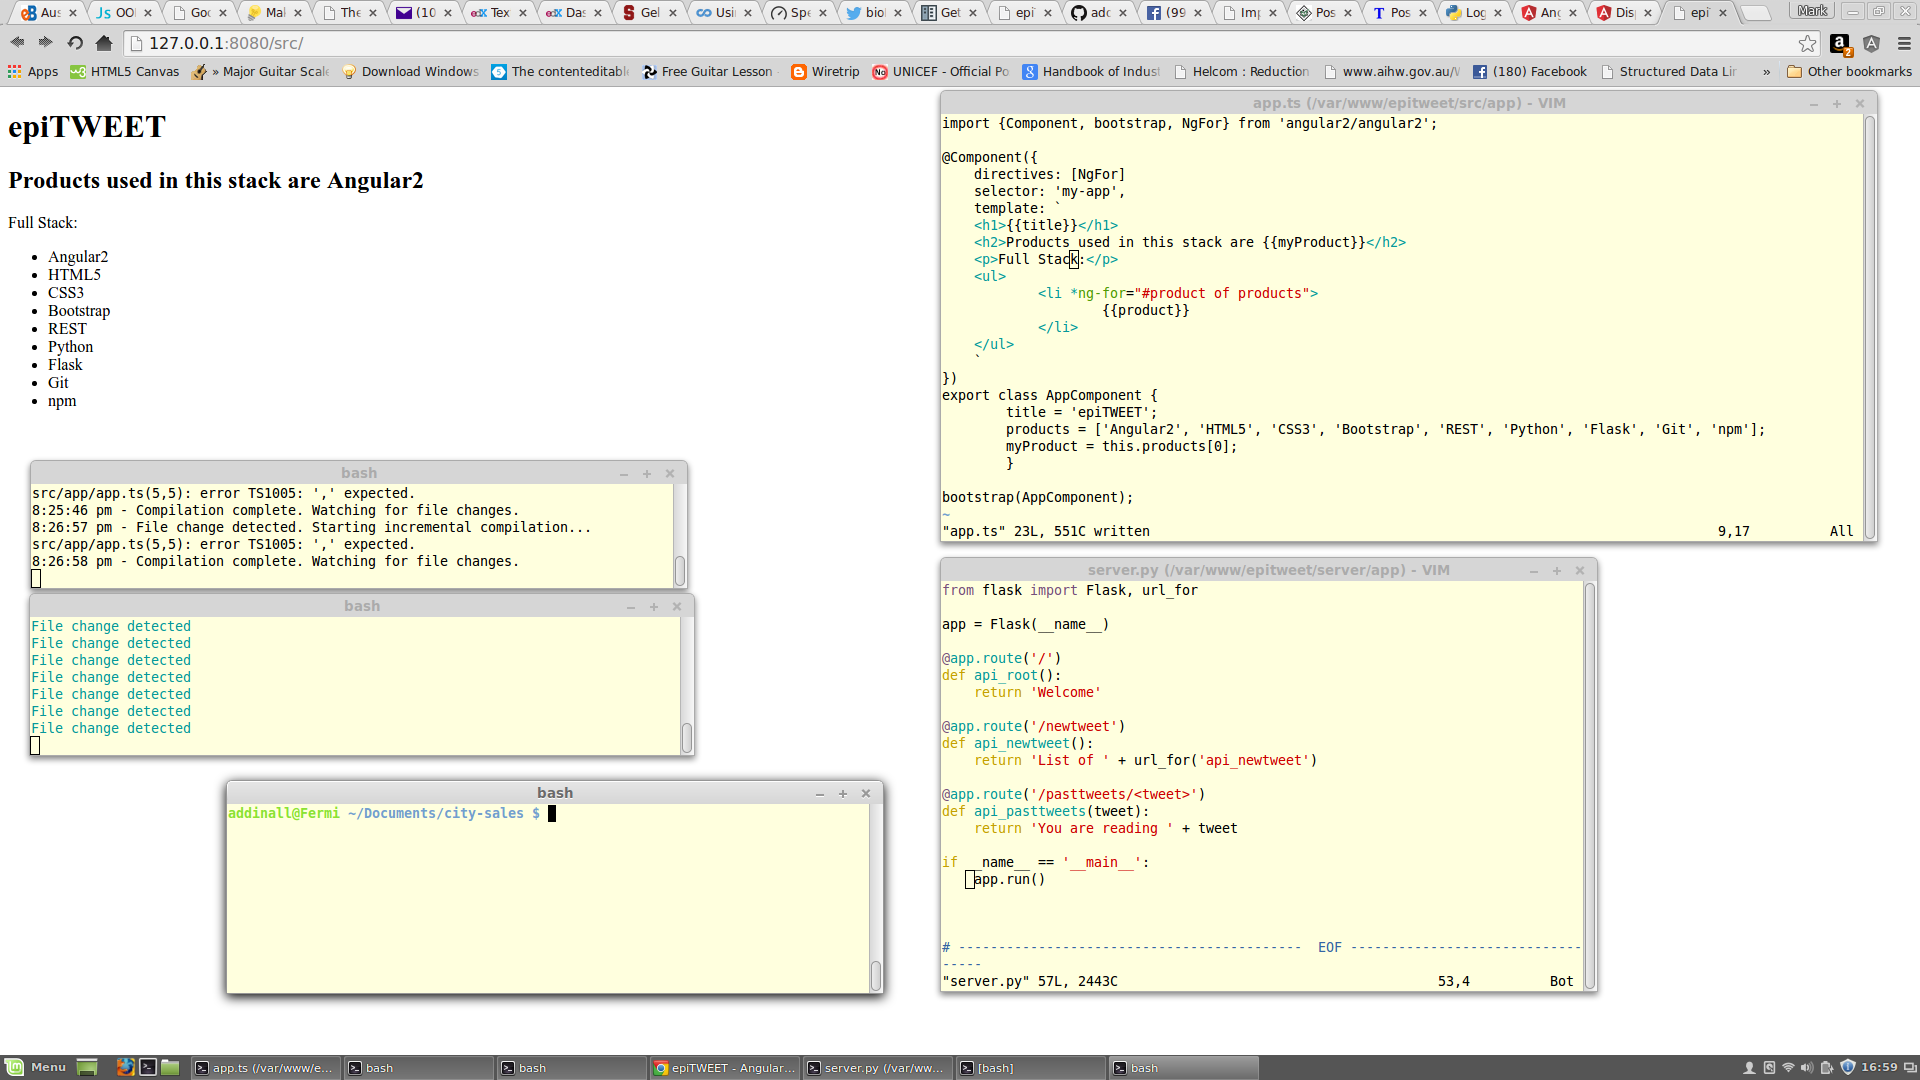 Aus
OO
Goo
Ma
The
(10
Tex
Das
Gel
Usi
Spe
bio
Get
epi
ado
(99
Imp
Pos
Pos
Log
Ang
Dis
epi
Mark
127.0.0.1:8080/src/
Apps
HTML5 Canvas
» Major Guitar Scale
Download Windows
The contenteditabl
Free Guitar Lesson
Wiretrip
UNICEF - Official Po
Handbook of Indust
Helcom : Reduction
www.aihw.gov.au/
(180) Facebook
Structured Data Lin
»
Other bookmarks
epiTWEET
Products used in this stack are Angular2
Full Stack:
Angular2
HTML5
CSS3
Bootstrap
REST
Python
Flask
Git
npm
app.ts (/var/www/epitweet/src/app) - VIM
import {Component, bootstrap, NgFor} from 'angular2/angular2';
@Component({
directives: [NgFor]
selector: 'my-app',
template: `
<h1>{{title}}</h1>
<h2>Products used in this stack are {{myProduct}}</h2>
<p>Full Stack:</p>
<ul>
<li *ng-for="#product of products">
{{product}}
</li>
</ul>
`
})
export class AppComponent {
title = 'epiTWEET';
products = ['Angular2', 'HTML5', 'CSS3', 'Bootstrap', 'REST', 'Python', 'Flask', 'Git', 'npm'];
myProduct = this.products[0];
}
bootstrap(AppComponent);
~
"app.ts" 23L, 551C written 9,17 All
bash
src/app/app.ts(5,5): error TS1005: ',' expected.
8:25:46 pm - Compilation complete. Watching for file changes.
8:26:57 pm - File change detected. Starting incremental compilation...
src/app/app.ts(5,5): error TS1005: ',' expected.
8:26:58 pm - Compilation complete. Watching for file changes.
bash
File change detected
File change detected
File change detected
File change detected
File change detected
File change detected
File change detected
bash
addinall@Fermi ~/Documents/city-sales $
server.py (/var/www/epitweet/server/app) - VIM
from flask import Flask, url_for
app = Flask(__name__)
@app.route('/')
def api_root():
return 'Welcome'
@app.route('/newtweet')
def api_newtweet():
return 'List of ' + url_for('api_newtweet')
@app.route('/pasttweets/<tweet>')
def api_pasttweets(tweet):
return 'You are reading ' + tweet
if __name__ == '__main__':
app.run()
# ------------------------------------------- EOF -----------------------------
-----
"server.py" 57L, 2443C 53,4 Bot
Menu
app.ts (/var/www/e...
bash
bash
epiTWEET - Angular...
server.py (/var/ww...
[bash]
bash
16:59